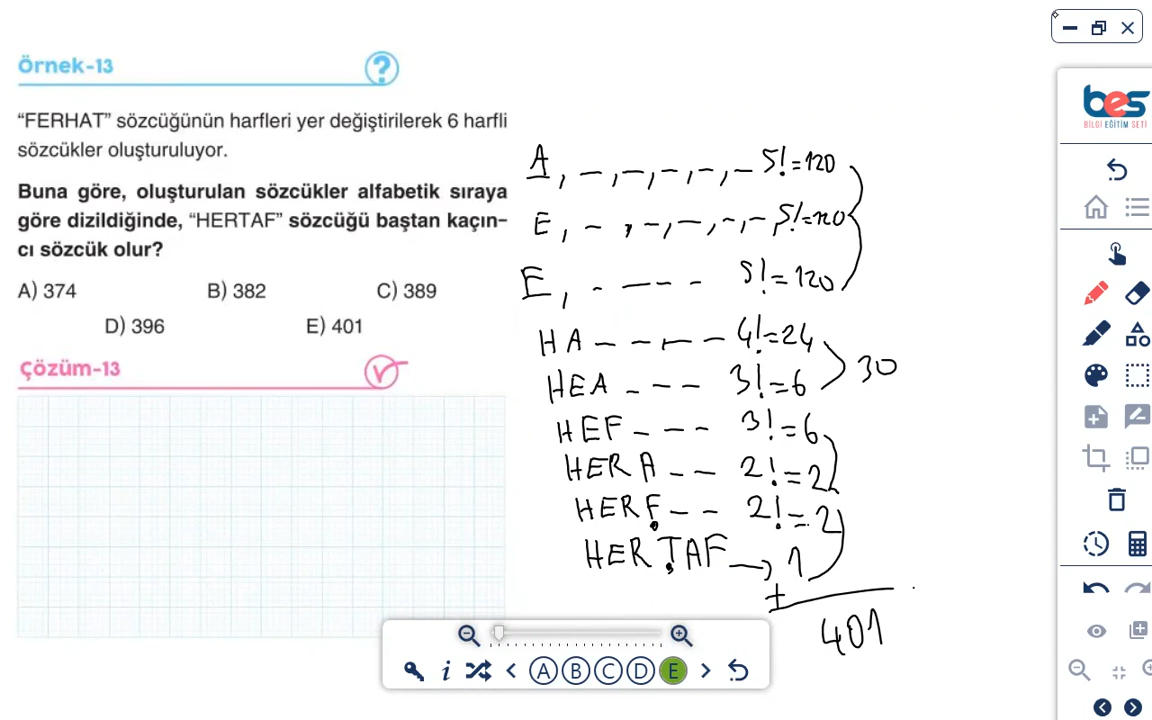 Örnek-13
?
"FERHAT" sözcüğünün harfleri yer değiştirilerek 6 harfli
sözcükler oluşturuluyor.
Buna göre, oluşturulan sözcükler alfabetik sıraya
göre dizildiğinde, "HERTAF" sözcüğü baştan kaçın-
cı sözcük olur?
A) 374 B) 382 C) 389
D) 396 E) 401
Çözüm-13
A, _ , _ , _ , _ , _ 5! = 120
E, _ , _ , _ , _ , _ , 5! = 120
E, _ _ _ _ _ 5! = 120
HA _ _ _ _ 4! = 24
HEA _ _ _ 3! = 6
30
HEF _ _ _ 3! = 6
HERA _ _ 2! = 2
HERF _ _ 2! = 2
HERTAF → 1
+
401
bes
BİLGİ EĞİTİM SETİ
i < A B C D E >